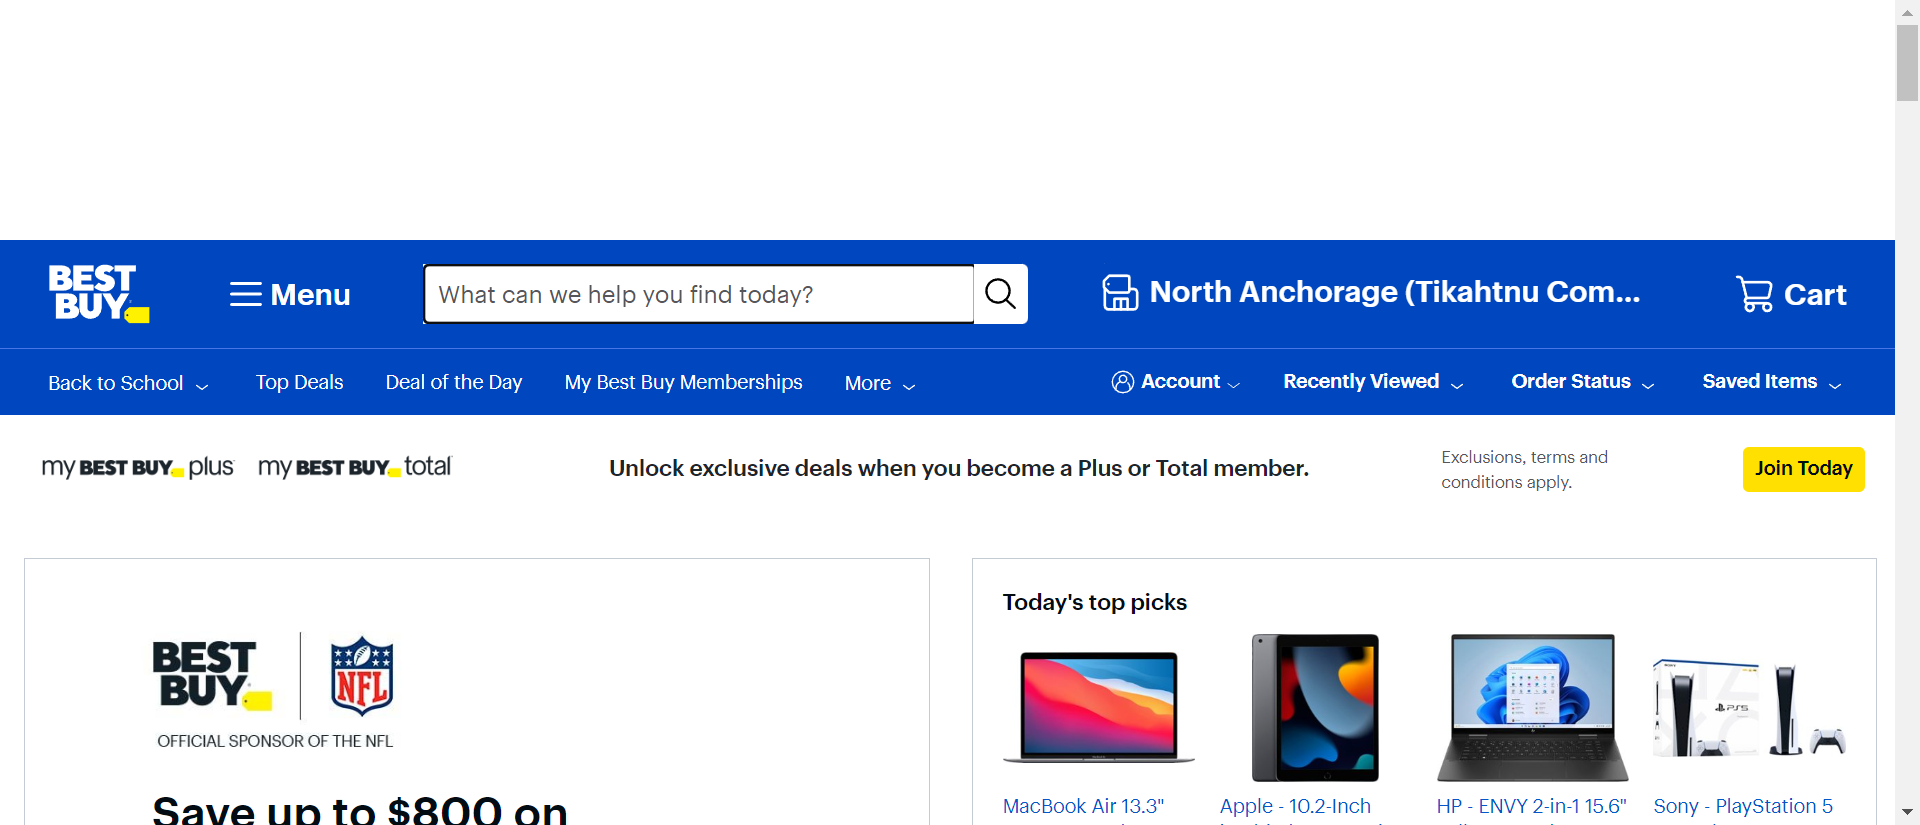 BEST
BUY
Menu
What can we help you find today?
North Anchorage (Tikahtnu Com...
Cart
Back to School
Top Deals
Deal of the Day
My Best Buy Memberships
More
Account
Recently Viewed
Order Status
Saved Items
my BEST BUY plus
my BEST BUY total
Unlock exclusive deals when you become a Plus or Total member.
Exclusions, terms and
conditions apply.
Join Today
BEST
BUY
NFL
OFFICIAL SPONSOR OF THE NFL
Save up to $800 on
Today's top picks
PS5
MacBook Air 13.3"
Apple - 10.2-Inch
HP - ENVY 2-in-1 15.6"
Sony - PlayStation 5